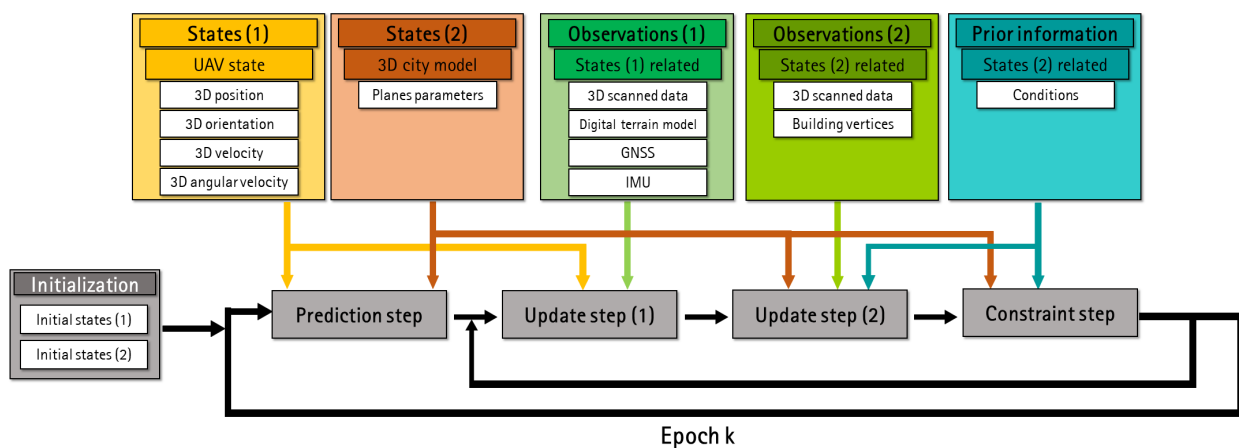 States (1)
UAV state
3D position
3D orientation
3D velocity
3D angular velocity
States (2)
3D city model
Planes parameters
Observations (1)
States (1) related
3D scanned data
Digital terrain model
GNSS
IMU
Observations (2)
States (2) related
3D scanned data
Building vertices
Prior information
States (2) related
Conditions
Initialization
Initial states (1)
Initial states (2)
Prediction step
Update step (1)
Update step (2)
Constraint step
Epoch k